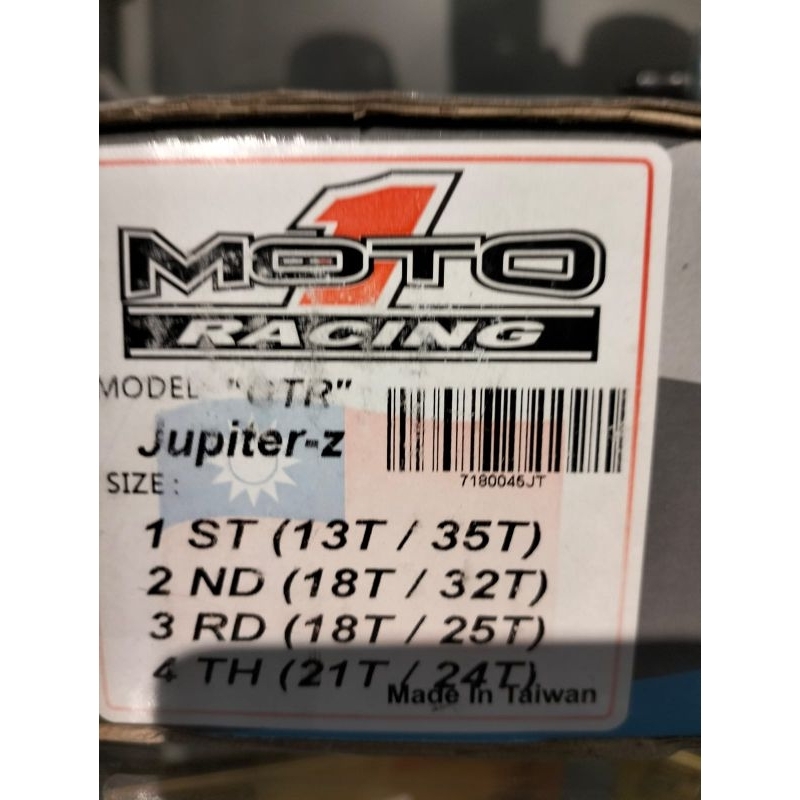 MOTO 1
RACING
MODEL "GTR"
Jupiter-z
7180045JT
SIZE :
1 ST (13T / 35T)
2 ND (18T / 32T)
3 RD (18T / 25T)
4 TH (21T / 24T)
Made In Taiwan